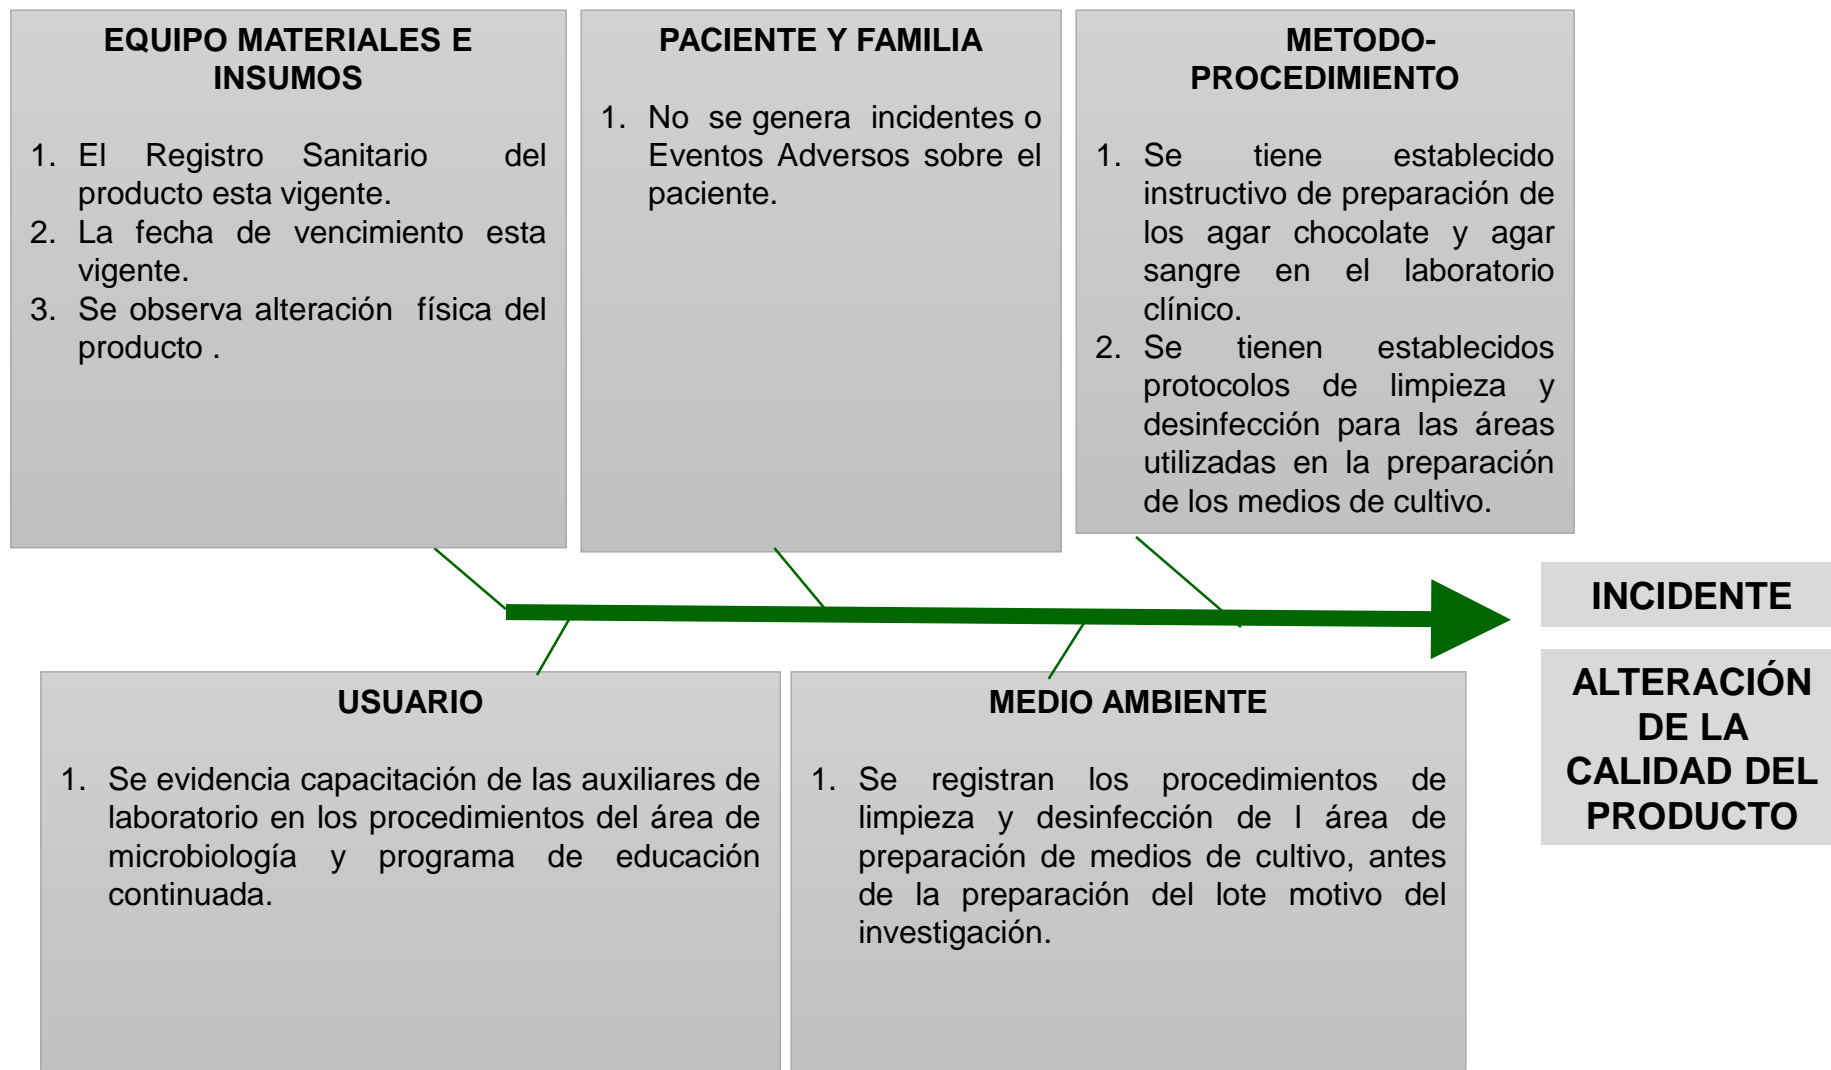 EQUIPO MATERIALES E
INSUMOS
1. El Registro Sanitario del
producto esta vigente.
2. La fecha de vencimiento esta
vigente.
3. Se observa alteración física del
producto .
PACIENTE Y FAMILIA
1. No se genera incidentes o
Eventos Adversos sobre el
paciente.
METODO-
PROCEDIMIENTO
1. Se tiene establecido
instructivo de preparación de
los agar chocolate y agar
sangre en el laboratorio
clínico.
2. Se tienen establecidos
protocolos de limpieza y
desinfección para las áreas
utilizadas en la preparación
de los medios de cultivo.
INCIDENTE
ALTERACIÓN
DE LA
CALIDAD DEL
PRODUCTO
USUARIO
1. Se evidencia capacitación de las auxiliares de
laboratorio en los procedimientos del área de
microbiología y programa de educación
continuada.
MEDIO AMBIENTE
1. Se registran los procedimientos de
limpieza y desinfección de l área de
preparación de medios de cultivo, antes
de la preparación del lote motivo del
investigación.